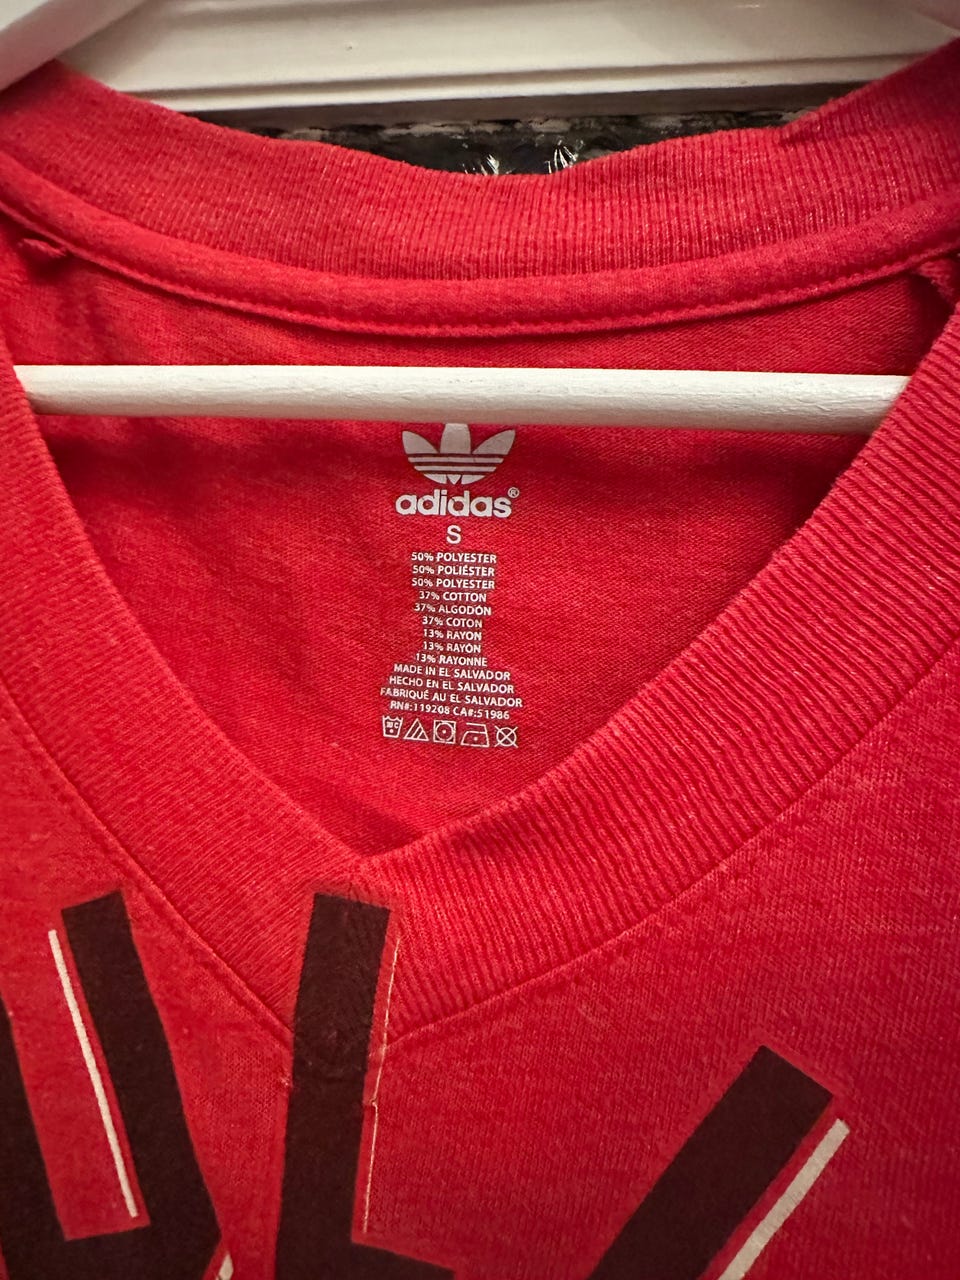 adidas®
S
50% POLYESTER
50% POLIÉSTER
50% POLYESTER
37% COTTON
37% ALGODÓN
37% COTON
13% RAYON
13% RAYÓN
13% RAYONNE
MADE IN EL SALVADOR
HECHO EN EL SALVADOR
FABRIQUÉ AU EL SALVADOR
RN#:119208 CA#:51986